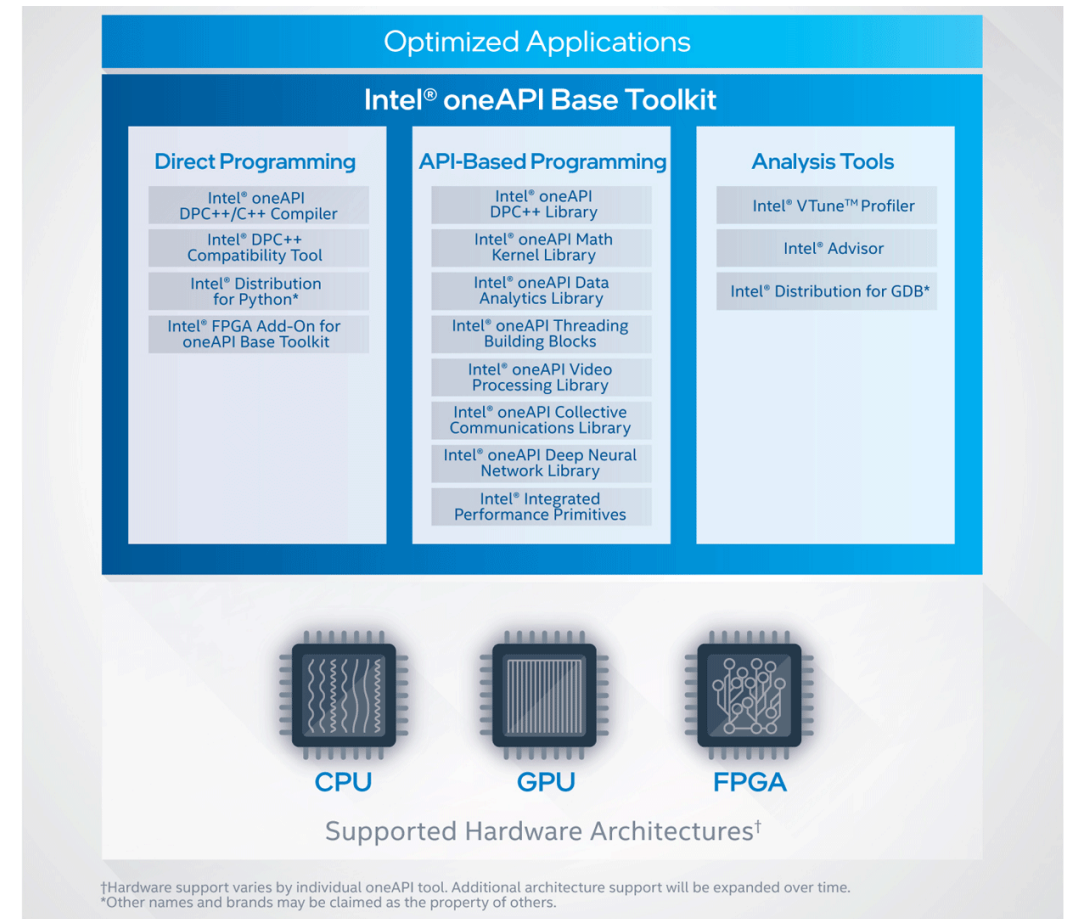 Optimized Applications
Intel® oneAPI Base Toolkit
Direct Programming
Intel® oneAPI
DPC++/C++ Compiler
Intel® DPC++
Compatibility Tool
Intel® Distribution
for Python*
Intel® FPGA Add-On for
oneAPI Base Toolkit
API-Based Programming
Intel® oneAPI
DPC++ Library
Intel® oneAPI Math
Kernel Library
Intel® oneAPI Data
Analytics Library
Intel® oneAPI Threading
Building Blocks
Intel® oneAPI Video
Processing Library
Intel® oneAPI Collective
Communications Library
Intel® oneAPI Deep Neural
Network Library
Intel® Integrated
Performance Primitives
Analysis Tools
Intel® VTune™ Profiler
Intel® Advisor
Intel® Distribution for GDB*
CPU
GPU
FPGA
Supported Hardware Architectures†
†Hardware support varies by individual oneAPI tool. Additional architecture support will be expanded over time.
*Other names and brands may be claimed as the property of others.